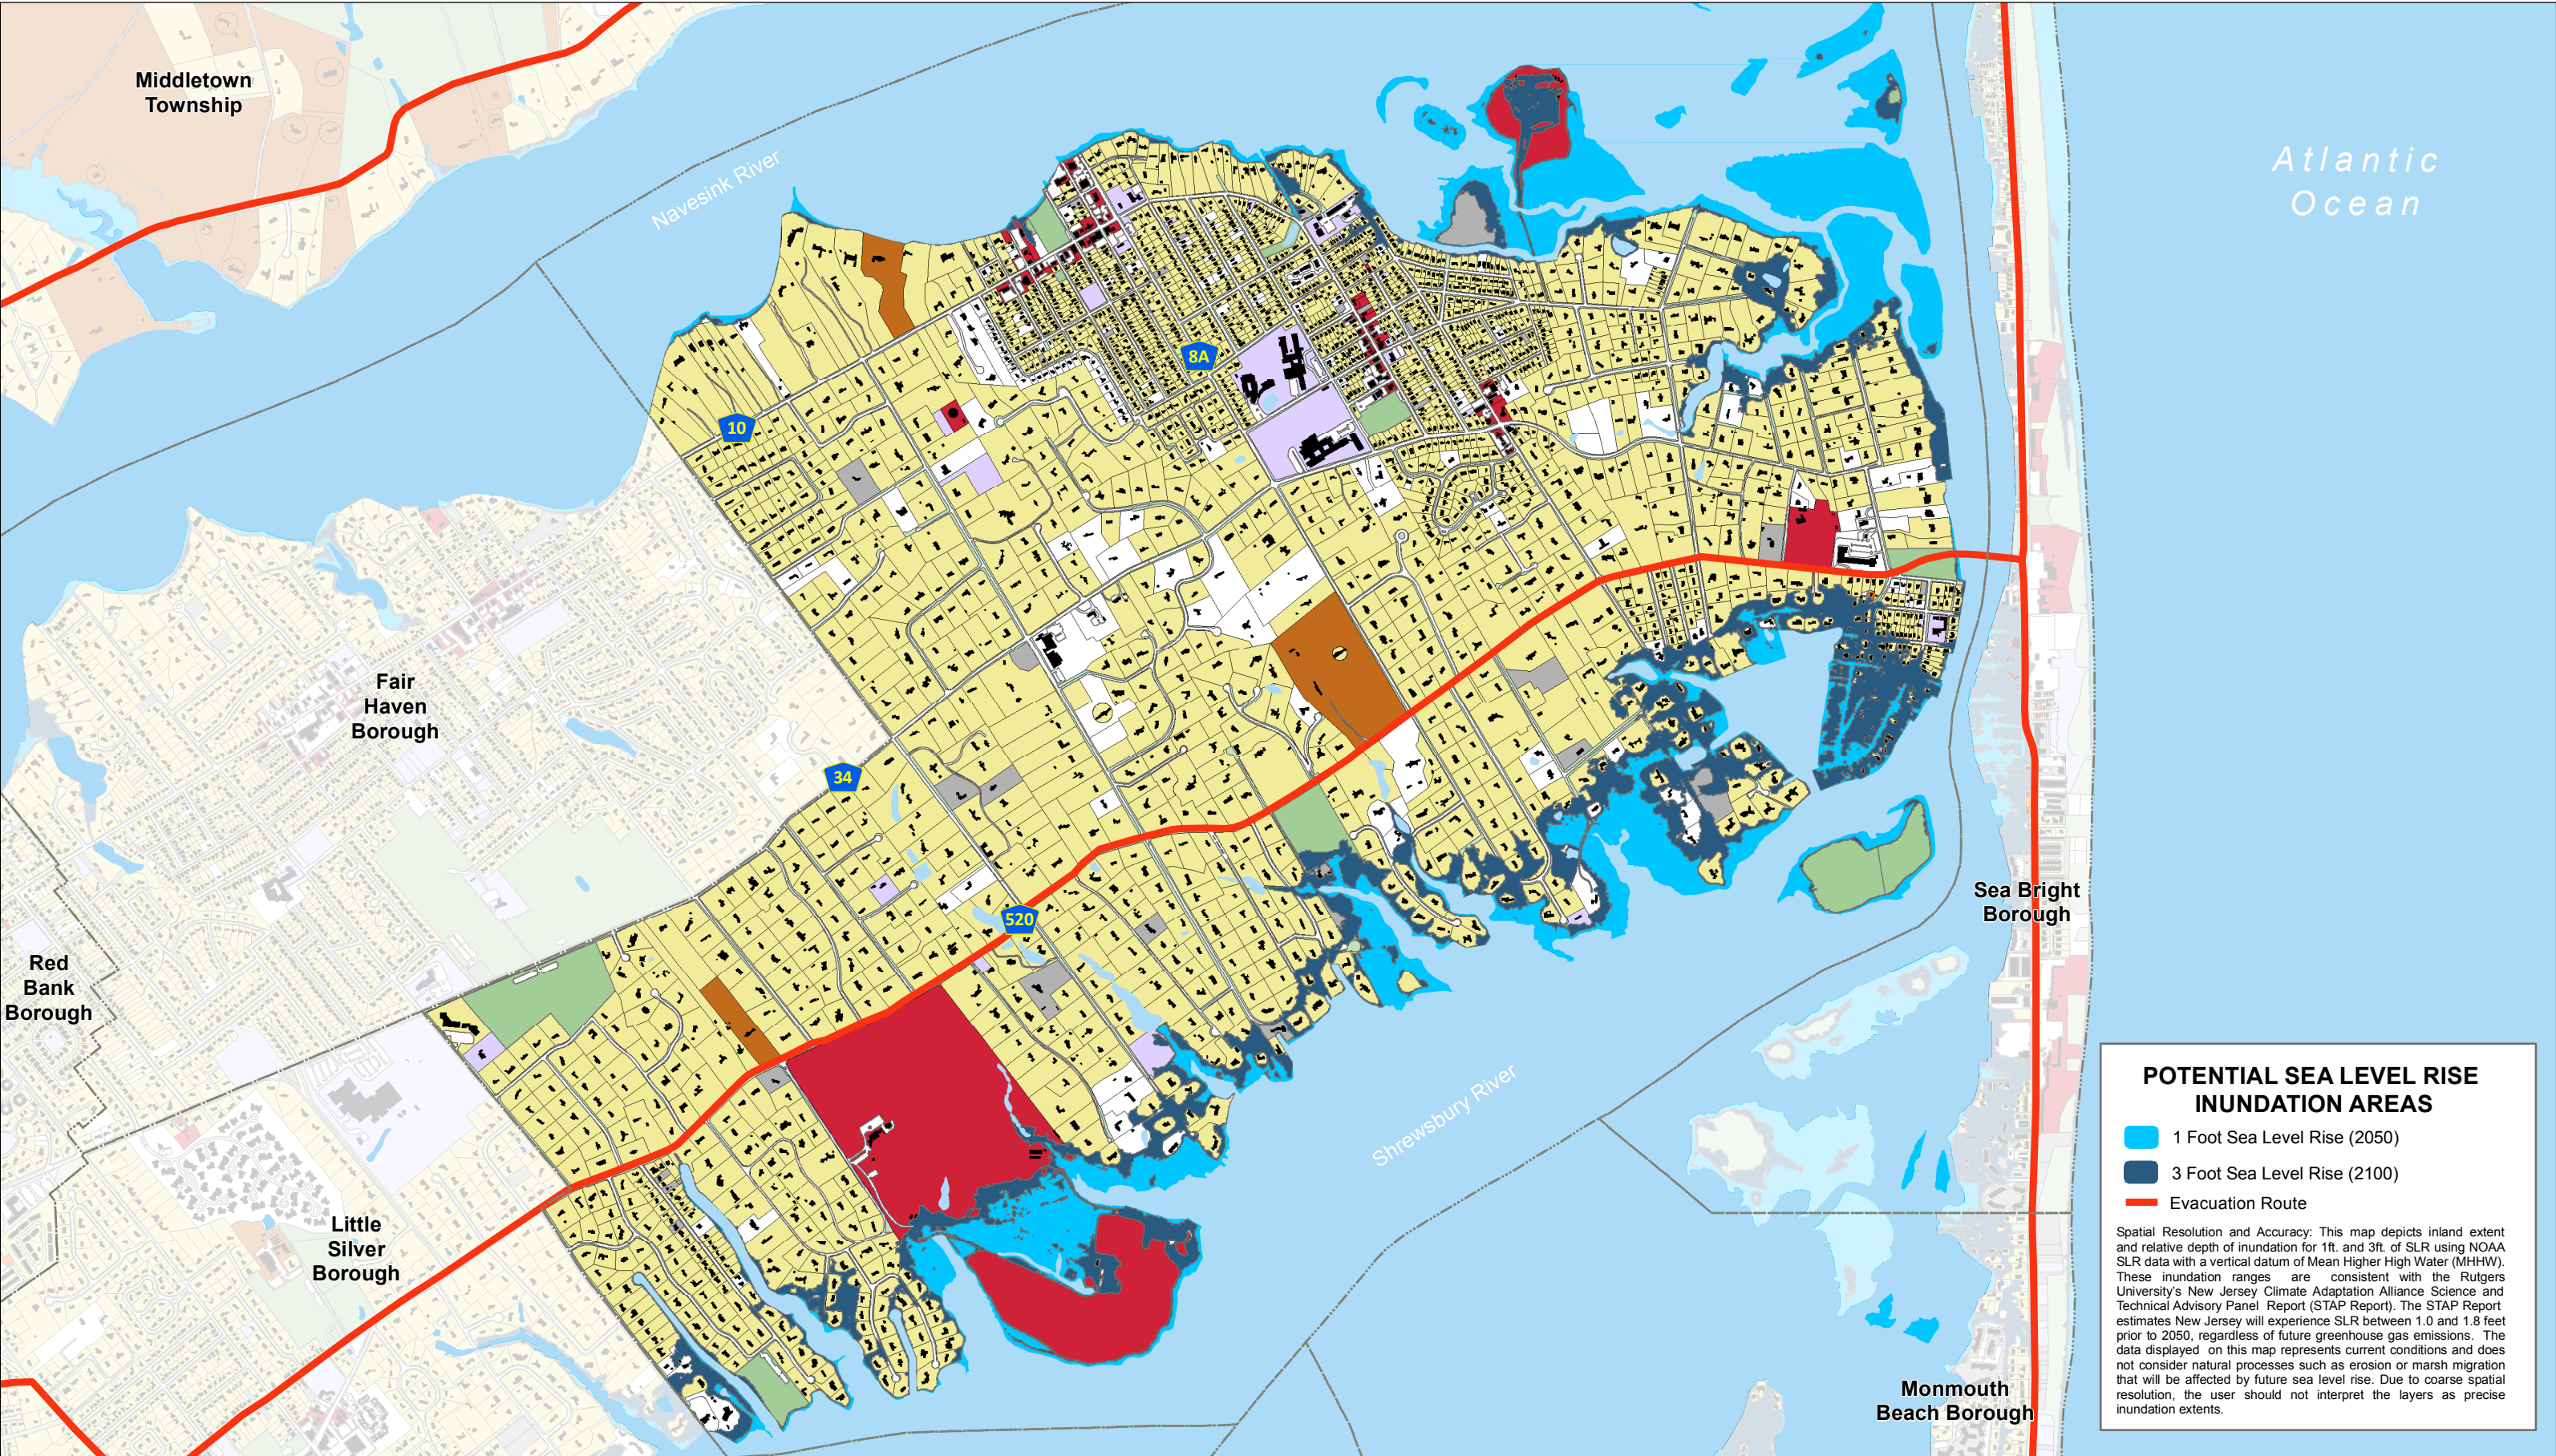 Middletown
Township
Navesink River
Atlantic
Ocean
8A
10
Fair
Haven
Borough
34
520
Sea Bright
Borough
Red
Bank
Borough
Shrewsbury River
Little
Silver
Borough
Monmouth
Beach Borough
POTENTIAL SEA LEVEL RISE
INUNDATION AREAS
1 Foot Sea Level Rise (2050)
3 Foot Sea Level Rise (2100)
Evacuation Route
Spatial Resolution and Accuracy: This map depicts inland extent
and relative depth of inundation for 1ft. and 3ft. of SLR using NOAA
SLR data with a vertical datum of Mean Higher High Water (MHHW).
These inundation ranges are consistent with the Rutgers
University's New Jersey Climate Adaptation Alliance Science and
Technical Advisory Panel Report (STAP Report). The STAP Report
estimates New Jersey will experience SLR between 1.0 and 1.8 feet
prior to 2050, regardless of future greenhouse gas emissions. The
data displayed on this map represents current conditions and does
not consider natural processes such as erosion or marsh migration
that will be affected by future sea level rise. Due to coarse spatial
resolution, the user should not interpret the layers as precise
inundation extents.